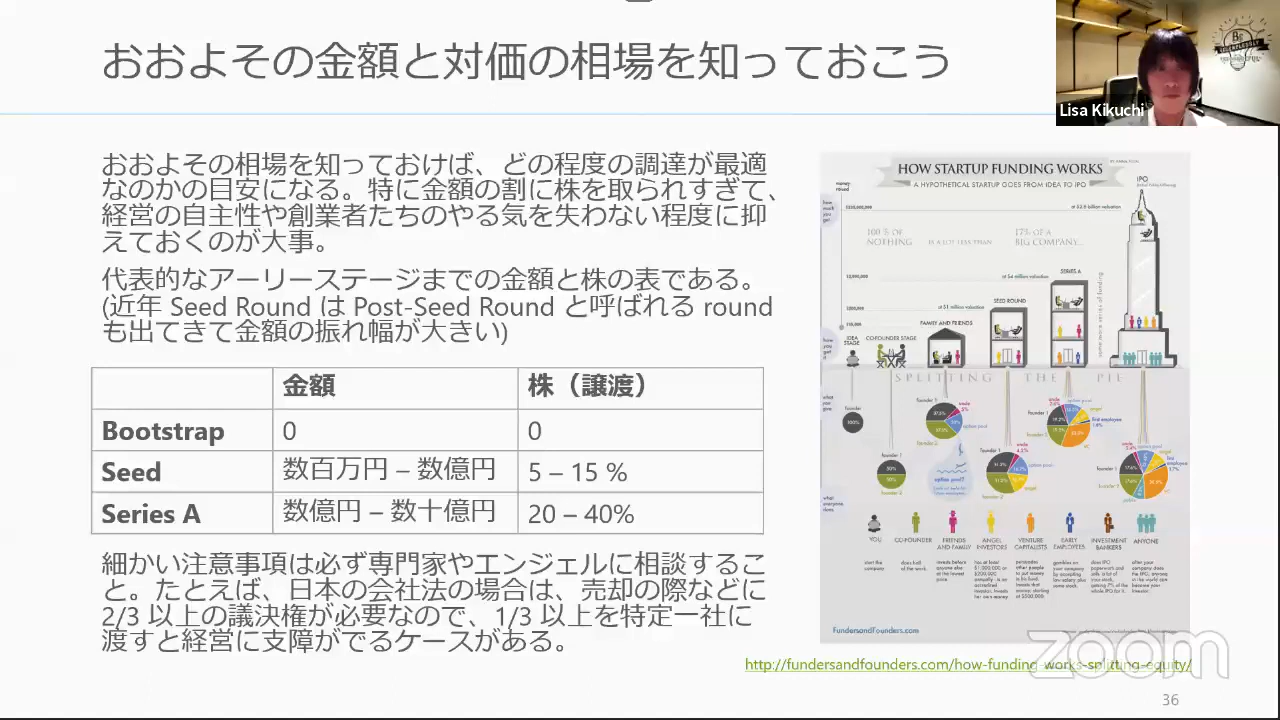 おおよその金額と対価の相場を知っておこう
Lisa Kikuchi
おおよその相場を知っておけば、どの程度の調達が最適
なのかの目安になる。特に金額の割に株を取られすぎて、
経営の自主性や創業者たちのやる気を失わない程度に抑
えておくのが大事。
代表的なアーリーステージまでの金額と株の表である。
(近年 Seed Round は Post-Seed Round と呼ばれる round
も出てきて金額の振れ幅が大きい)
金額 株（譲渡）
Bootstrap 0 0
Seed 数百万円 – 数億円 5 – 15 %
Series A 数億円 – 数十億円 20 – 40%
細かい注意事項は必ず専門家やエンジェルに相談するこ
と。たとえば、日本の会社法の場合は、売却の際などに
2/3 以上の議決権が必要なので、1/3 以上を特定一社に
渡すと経営に支障がでるケースがある。
HOW STARTUP FUNDING WORKS
A HYPOTHETICAL STARTUP GOES FROM IDEA TO IPO
IPO
100 % OF
NOTHING
IS A LOT LESS THAN
17% OF A
BIG COMPANY...
SERIES A
SEED ROUND
FAMILY AND FRIENDS
IDEA
STAGE
CO-FOUNDER STAGE
SPLITTING THE PIE
YOU
CO-FOUNDER
FRIENDS
AND FAMILY
ANGEL
INVESTORS
VENTURE
CAPITALISTS
EARLY
EMPLOYEES
INVESTMENT
BANKERS
ANYONE
FundersandFounders.com
http://fundersandfounders.com/how-funding-works-splitting-equity/
zoom
36